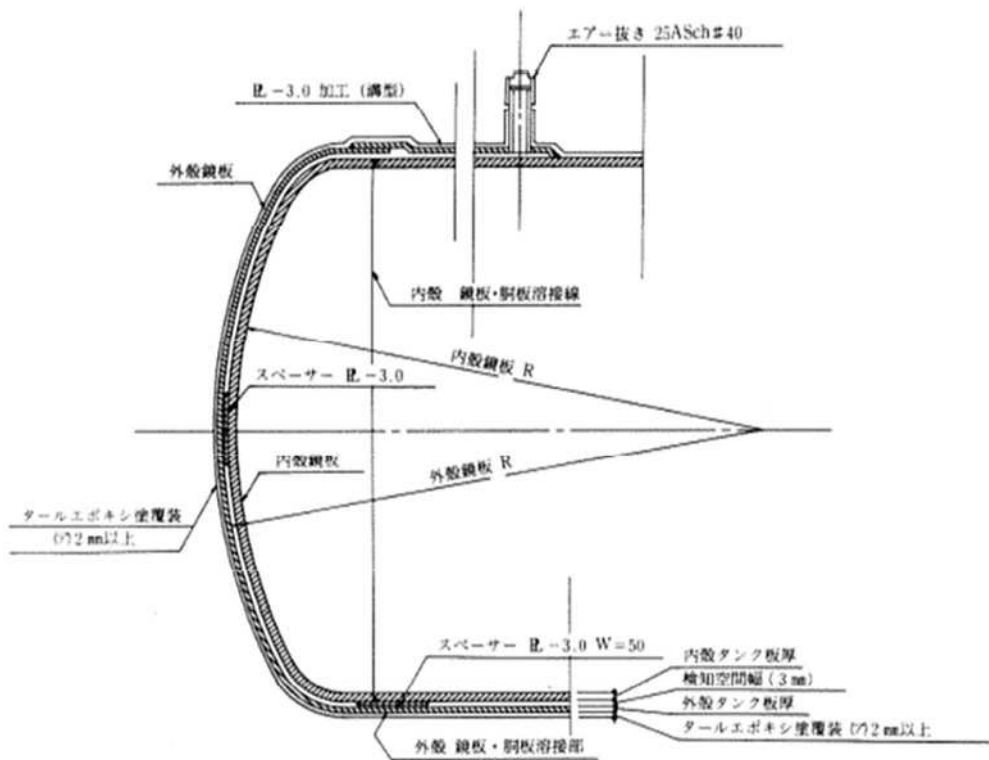 エアー抜き 25ASch#40
PL-3.0 加工 (溝型)
外殻鏡板
内殻 鏡板・胴板溶接線
内殻鏡板 R
スペーサー PL-3.0
内殻鏡板
外殻鏡板 R
タールエポキシ塗覆装
(ア)2㎜以上
スペーサー PL-3.0 W=50
内殻タンク板厚
検知空間幅(3㎜)
外殻タンク板厚
タールエポキシ塗覆装 (ア)2㎜以上
外殻 鏡板・胴板溶接部